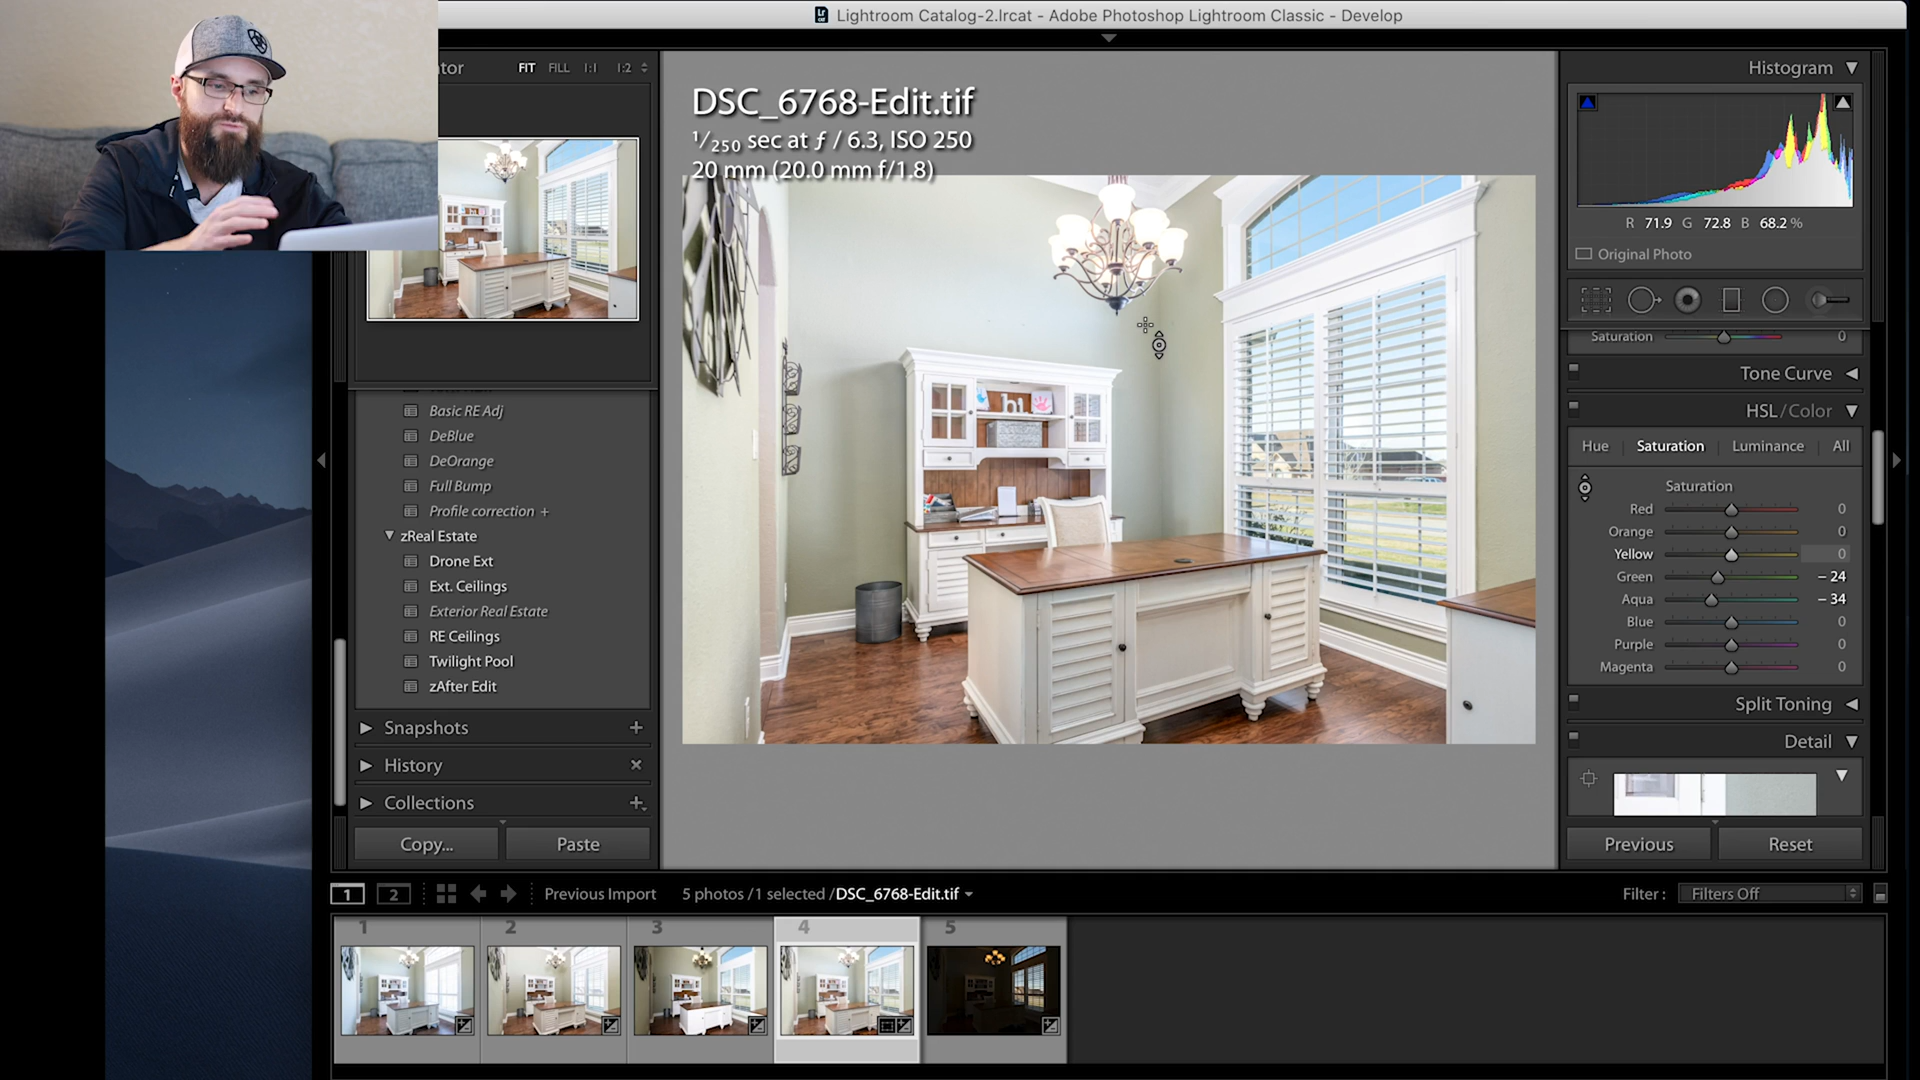 Lightroom Catalog-2.lrcat - Adobe Photoshop Lightroom Classic - Develop
tor FIT FILL 1:1 1:2
DSC_6768-Edit.tif
1/250 sec at ƒ / 6.3, ISO 250
20 mm (20.0 mm f/1.8)
hi.
Basic RE Adj
DeBlue
DeOrange
Full Bump
Profile correction +
zReal Estate
Drone Ext
Ext. Ceilings
Exterior Real Estate
RE Ceilings
Twilight Pool
zAfter Edit
Snapshots +
History ×
Collections +
Copy... Paste
Histogram
R 71.9 G 72.8 B 68.2 %
Original Photo
Saturation 0
Tone Curve
HSL / Color
Hue Saturation Luminance All
Saturation
Red 0
Orange 0
Yellow 0
Green – 24
Aqua – 34
Blue 0
Purple 0
Magenta 0
Split Toning
Detail
Previous Reset
1 2 Previous Import 5 photos / 1 selected / DSC_6768-Edit.tif Filter : Filters Off
1 2 3 4 5